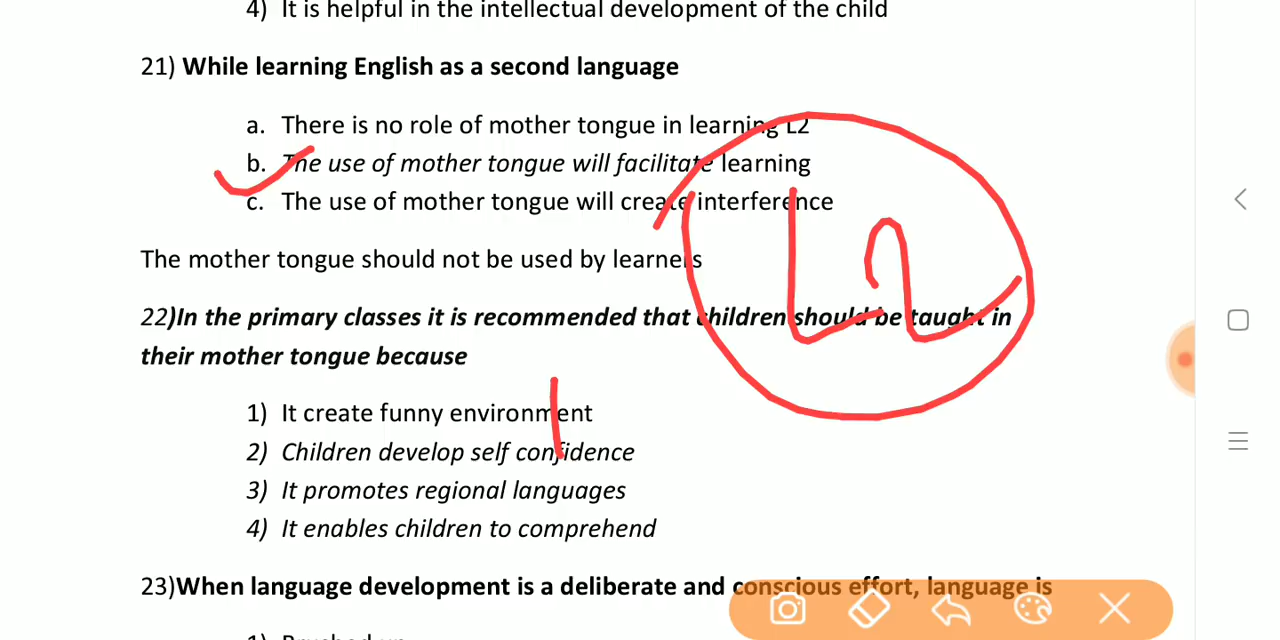 4) It is helpful in the intellectual development of the child
21) While learning English as a second language
a. There is no role of mother tongue in learning L2
b. The use of mother tongue will facilitate learning
c. The use of mother tongue will create interference
L2
The mother tongue should not be used by learners
22)In the primary classes it is recommended that children should be taught in
their mother tongue because
1) It create funny environment
2) Children develop self confidence
3) It promotes regional languages
4) It enables children to comprehend
23)When language development is a deliberate and conscious effort, language is